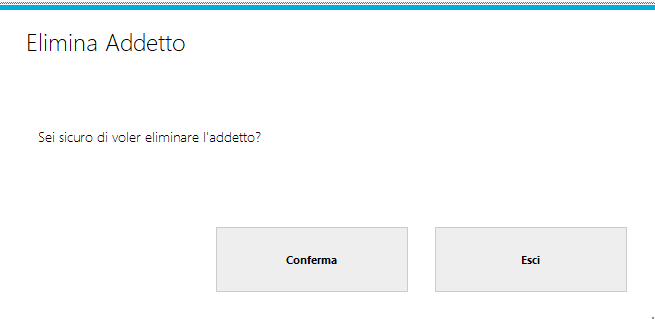 Elimina Addetto
Sei sicuro di voler eliminare l'addetto?
Conferma
Esci